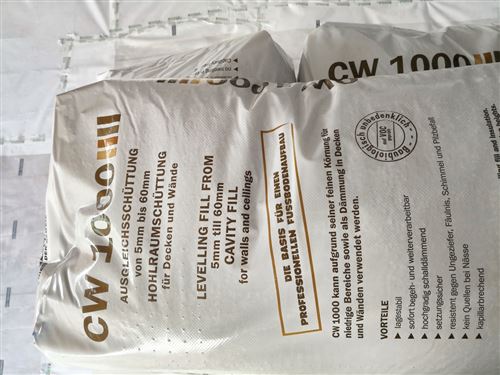 CW 1000
AUSGLEICHSSCHÜTTUNG
von 5mm bis 60mm
HOHLRAUMSCHÜTTUNG
für Decken und Wände
LEVELLING FILL FROM
5mm till 60mm
CAVITY FILL
for walls and ceilings
DIE BASIS FÜR EINEN
PROFESSIONELLEN FUSSBODENAUFBAU
CW 1000 kann aufgrund seiner feinen Körnung für
niedrige Bereiche sowie als Dämmung in Decken
und Wänden verwendet werden.
VORTEILE
lagestabil
sofort begeh- und weiterverarbeitbar
hochgradig schalldämmend
setzungssicher
resistent gegen Ungeziefer, Fäulnis, Schimmel und Pilzbefall
kein Quellen bei Nässe
kapillarbrechend
Baubiologisch unbedenklich
auf VOC
CW 1000